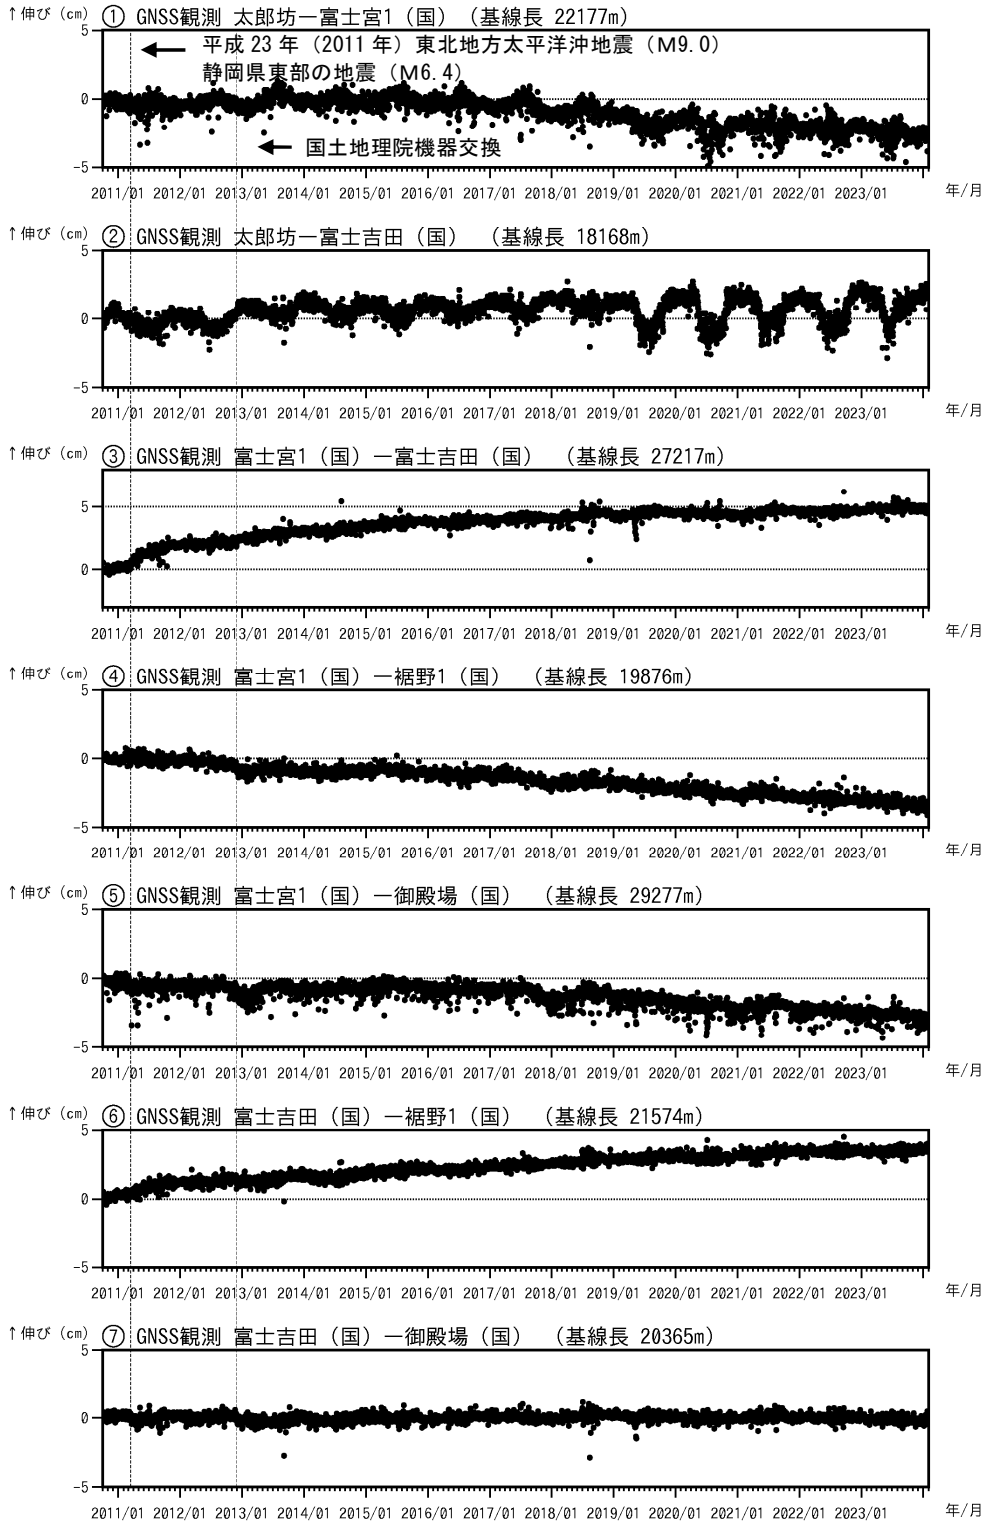 ↑伸び（cm） ① GNSS観測 太郎坊－富士宮1（国）（基線長 22177m）
5
平成 23 年（2011 年）東北地方太平洋沖地震（M9.0）
静岡県東部の地震（M6.4）
0
国土地理院機器交換
-5
2011/01 2012/01 2013/01 2014/01 2015/01 2016/01 2017/01 2018/01 2019/01 2020/01 2021/01 2022/01 2023/01 年/月
↑伸び（cm） ② GNSS観測 太郎坊－富士吉田（国） （基線長 18168m）
5
0
-5
2011/01 2012/01 2013/01 2014/01 2015/01 2016/01 2017/01 2018/01 2019/01 2020/01 2021/01 2022/01 2023/01 年/月
↑伸び（cm） ③ GNSS観測 富士宮1（国）－富士吉田（国） （基線長 27217m）
5
0
2011/01 2012/01 2013/01 2014/01 2015/01 2016/01 2017/01 2018/01 2019/01 2020/01 2021/01 2022/01 2023/01 年/月
↑伸び（cm） ④ GNSS観測 富士宮1（国）－裾野1（国） （基線長 19876m）
5
0
-5
2011/01 2012/01 2013/01 2014/01 2015/01 2016/01 2017/01 2018/01 2019/01 2020/01 2021/01 2022/01 2023/01 年/月
↑伸び（cm） ⑤ GNSS観測 富士宮1（国）－御殿場（国） （基線長 29277m）
5
0
-5
2011/01 2012/01 2013/01 2014/01 2015/01 2016/01 2017/01 2018/01 2019/01 2020/01 2021/01 2022/01 2023/01 年/月
↑伸び（cm） ⑥ GNSS観測 富士吉田（国）－裾野1（国） （基線長 21574m）
5
0
-5
2011/01 2012/01 2013/01 2014/01 2015/01 2016/01 2017/01 2018/01 2019/01 2020/01 2021/01 2022/01 2023/01 年/月
↑伸び（cm） ⑦ GNSS観測 富士吉田（国）－御殿場（国） （基線長 20365m）
5
0
-5
2011/01 2012/01 2013/01 2014/01 2015/01 2016/01 2017/01 2018/01 2019/01 2020/01 2021/01 2022/01 2023/01 年/月